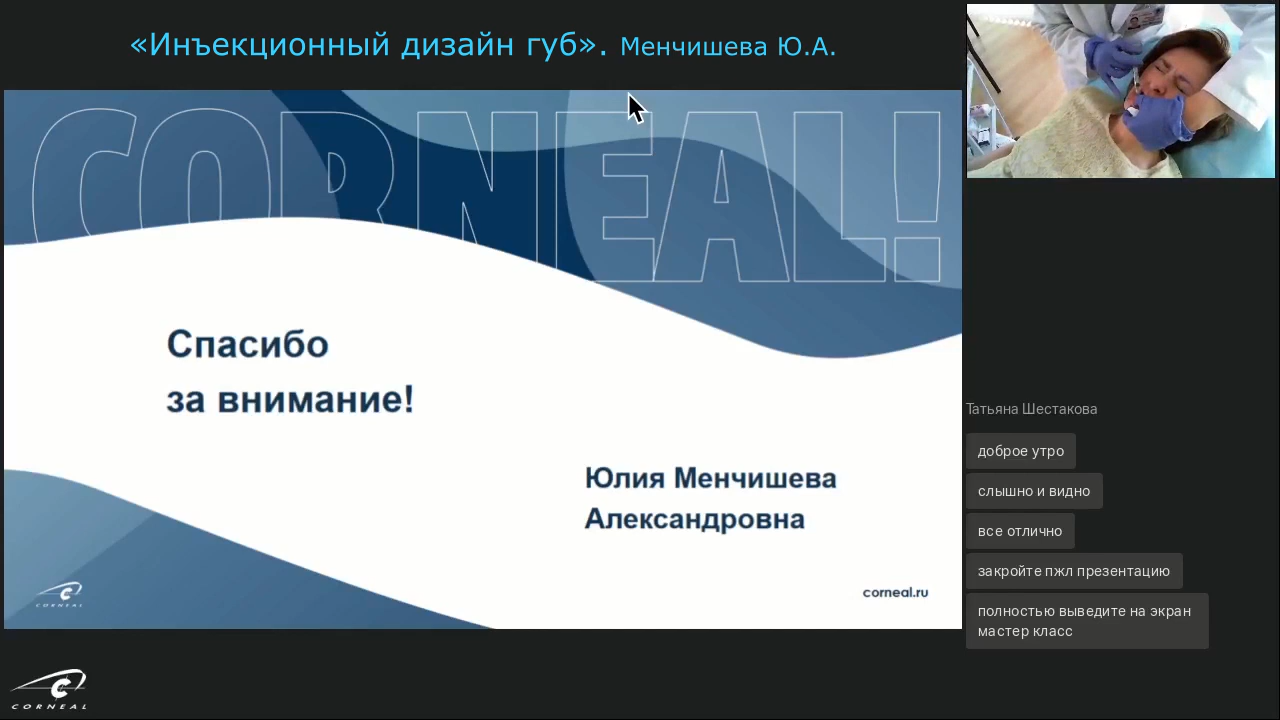 «Инъекционный дизайн губ». Менчишева Ю.А.
CORNEAL!
Спасибо
за внимание!
Юлия Менчишева
Александровна
CORNEAL
corneal.ru
CORNEAL
Татьяна Шестакова
доброе утро
слышно и видно
все отлично
закройте пжл презентацию
полностью выведите на экран
мастер класс